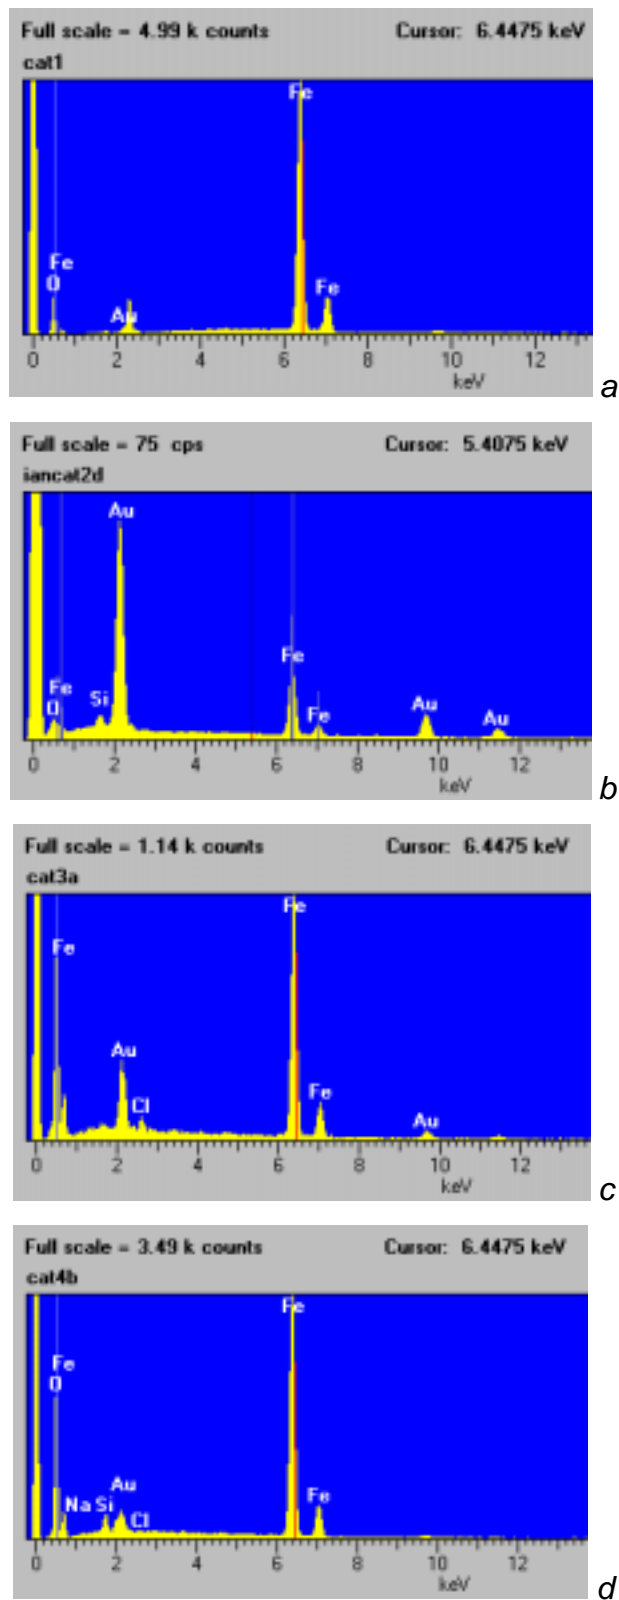 Full scale = 4.99 k counts Cursor: 6.4475 keV
cat1
Fe
Fe
O
Au
Fe
0 2 4 6 8 10 12
keV
a
Full scale = 75 cps Cursor: 5.4075 keV
iancat2d
Au
Fe
Fe
Si
O
Au
Fe
Au
0 2 4 6 8 10 12
keV
b
Full scale = 1.14 k counts Cursor: 6.4475 keV
cat3a
Fe
Fe
Au
Cl
Fe
Au
0 2 4 6 8 10 12
keV
c
Full scale = 3.49 k counts Cursor: 6.4475 keV
cat4b
Fe
Fe
O
Au
Na Si
Cl
Fe
0 2 4 6 8 10 12
keV
d